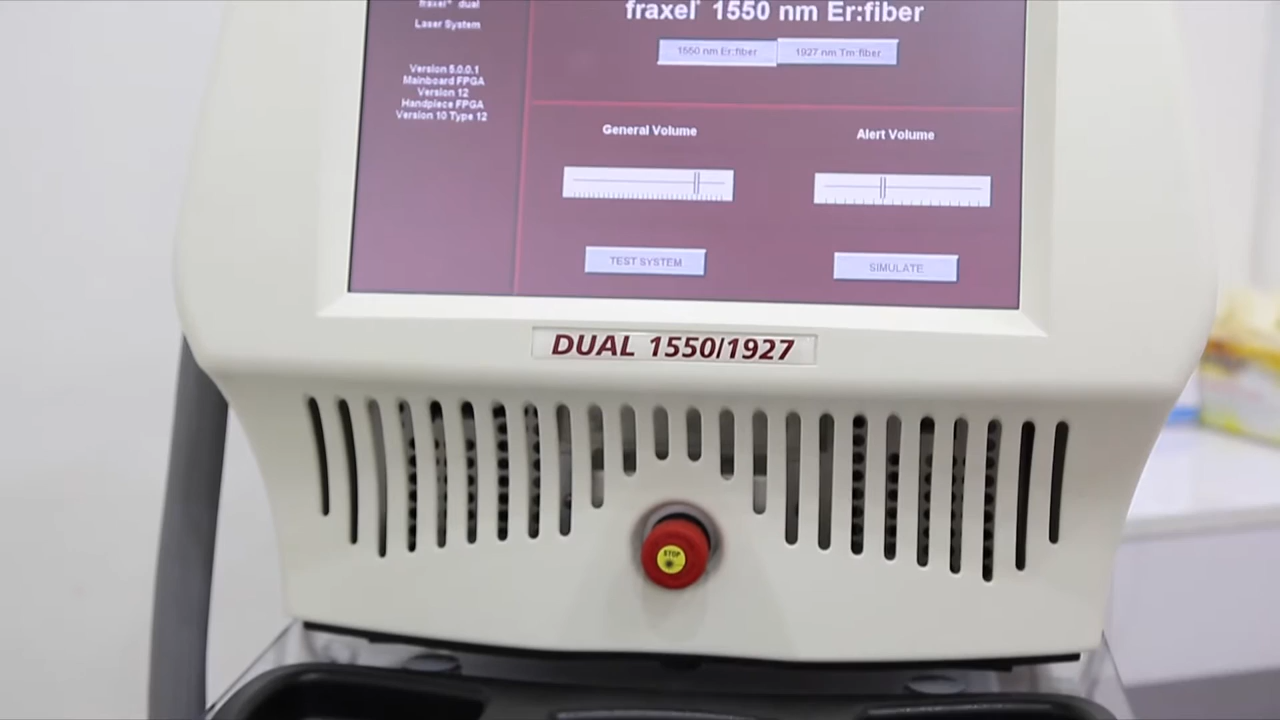 fraxel® dual
Laser System
Version 5.0.0.1
Mainboard FPGA
Version 12
Handpiece FPGA
Version 10 Type 12
fraxel® 1550 nm Er:fiber
1550 nm Er:fiber
1927 nm Tm:fiber
General Volume
Alert Volume
TEST SYSTEM
SIMULATE
DUAL 1550/1927
STOP